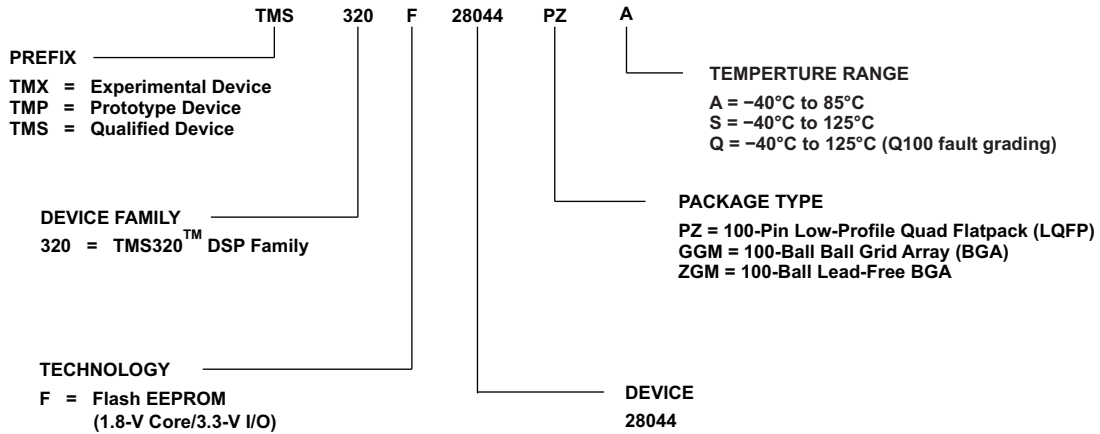 TMS 320 F 28044 PZ A
PREFIX
TMX = Experimental Device
TMP = Prototype Device
TMS = Qualified Device
TEMPERTURE RANGE
A = −40°C to 85°C
S = −40°C to 125°C
Q = −40°C to 125°C (Q100 fault grading)
DEVICE FAMILY
320 = TMS320™ DSP Family
PACKAGE TYPE
PZ = 100-Pin Low-Profile Quad Flatpack (LQFP)
GGM = 100-Ball Ball Grid Array (BGA)
ZGM = 100-Ball Lead-Free BGA
TECHNOLOGY
F = Flash EEPROM
(1.8-V Core/3.3-V I/O)
DEVICE
28044